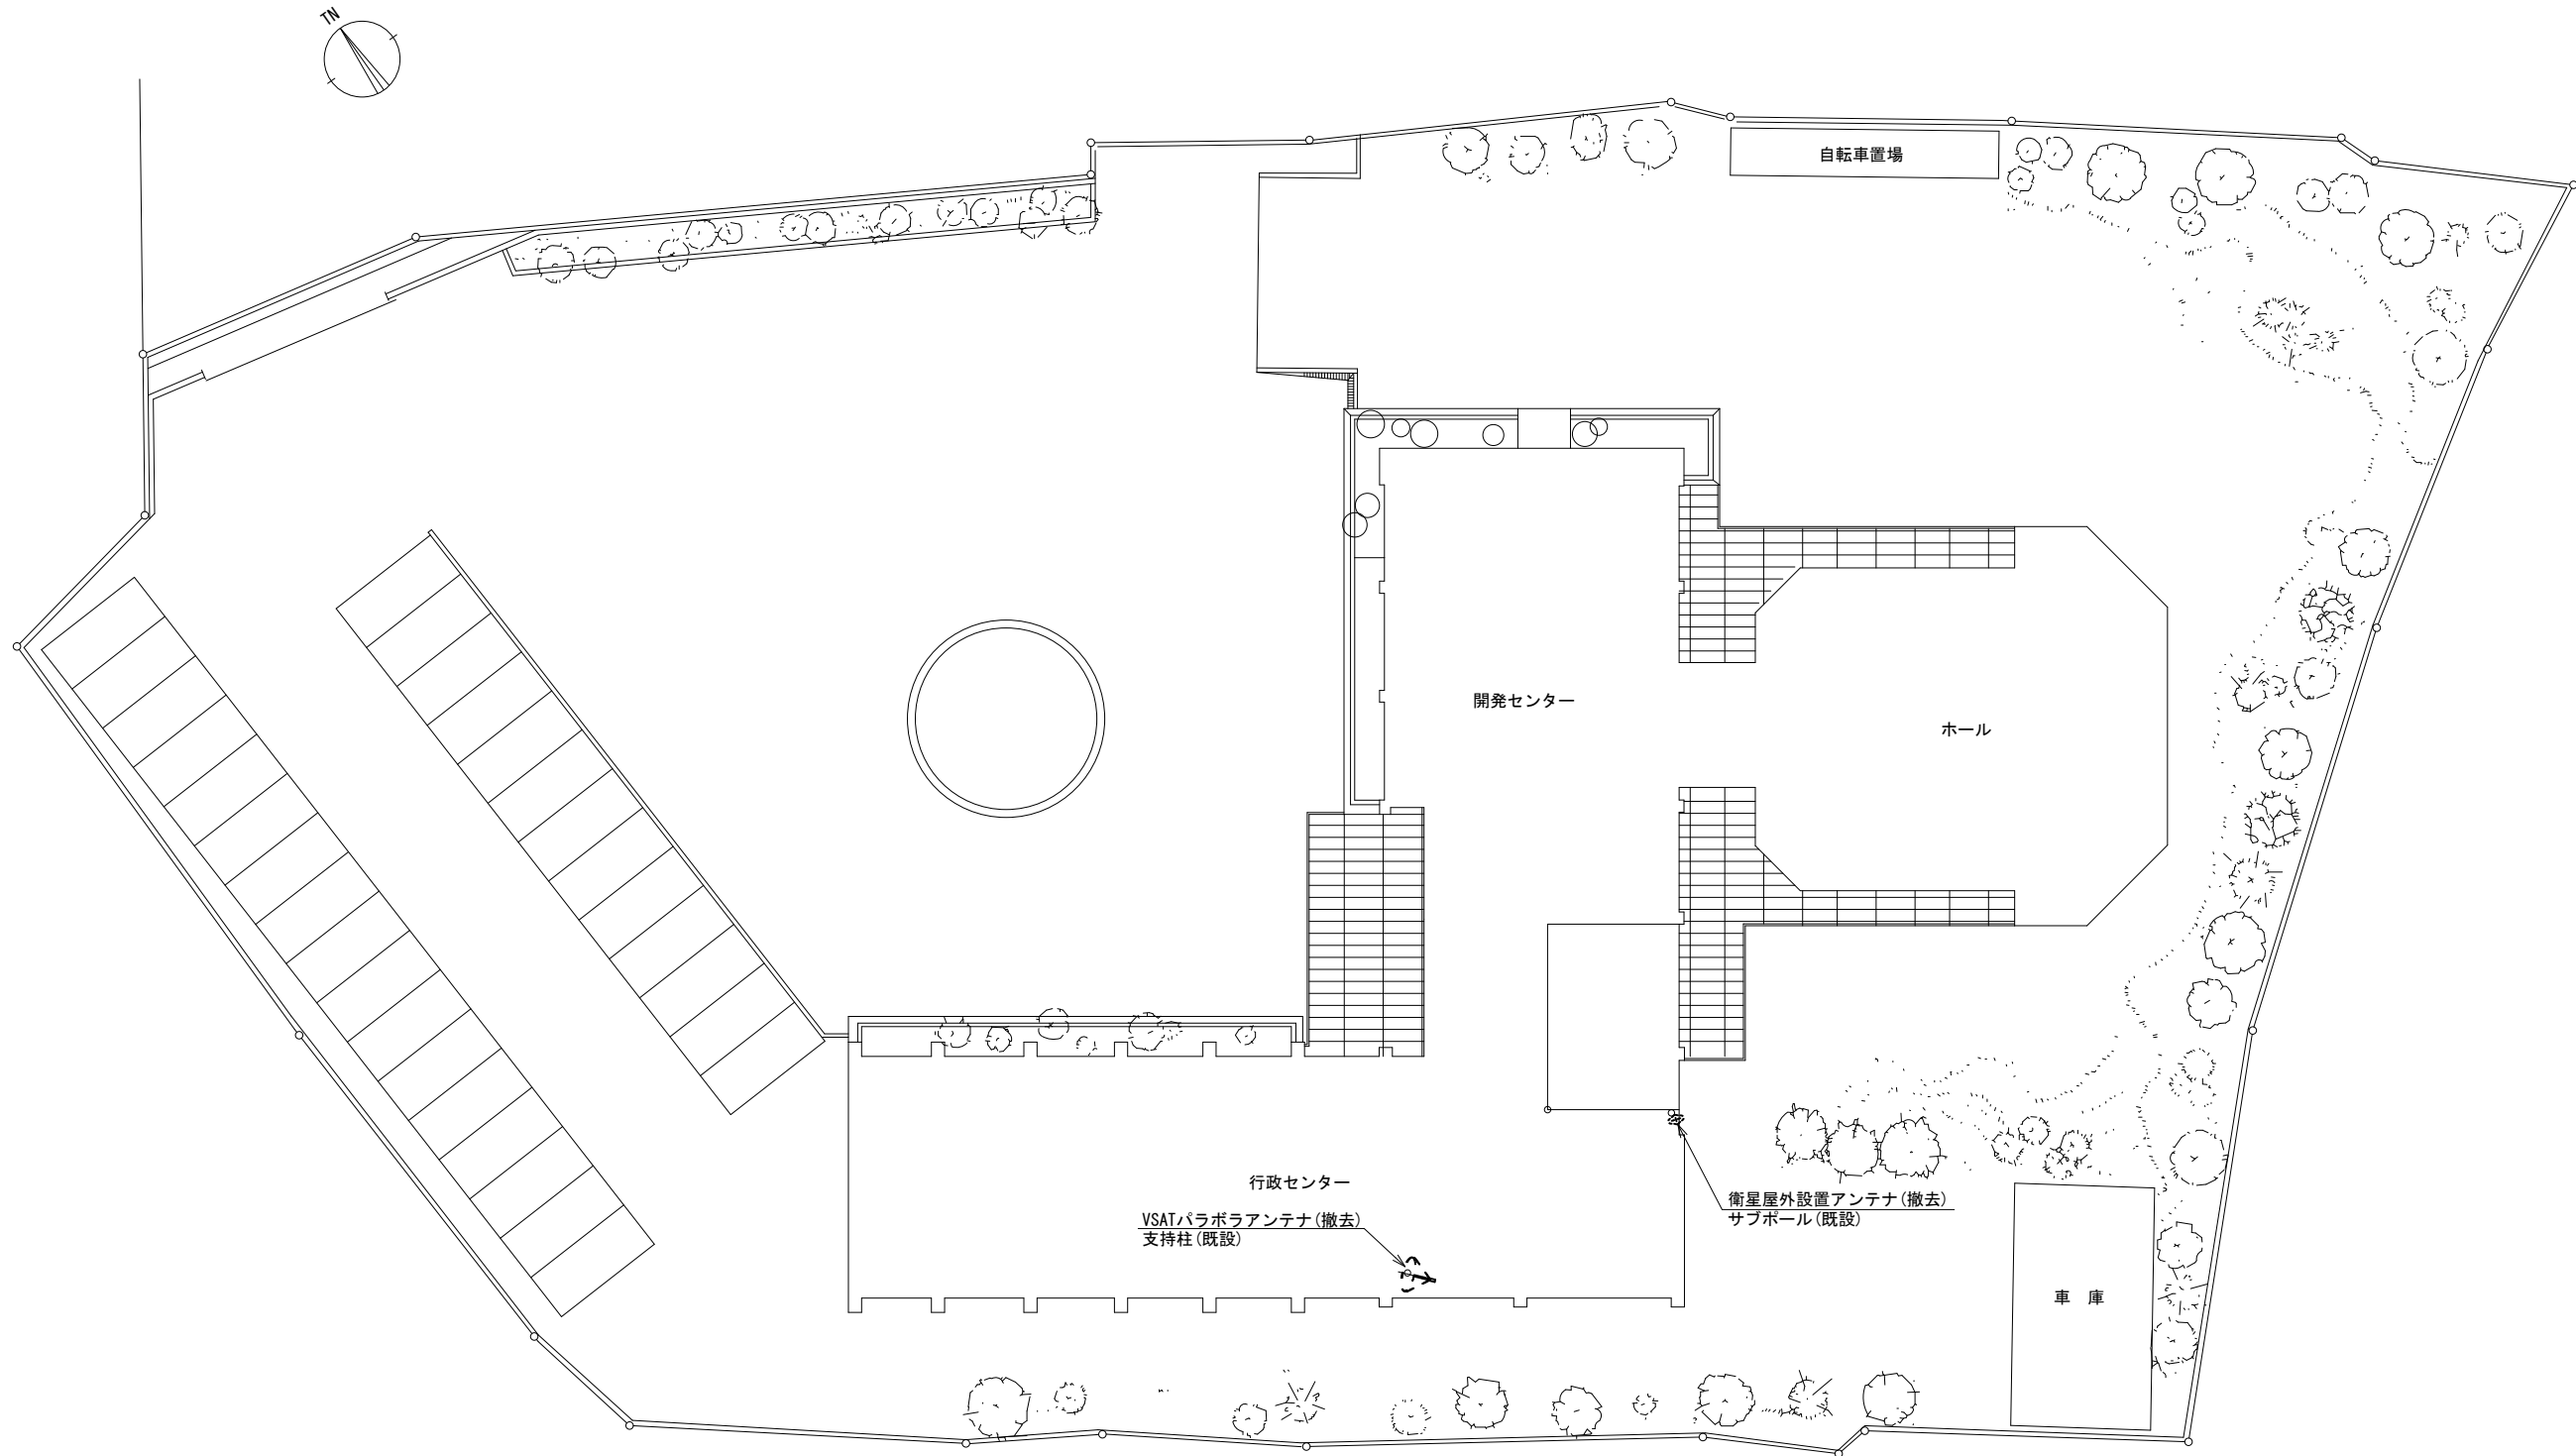 TN
自転車置場
開発センター
ホール
行政センター
VSATパラボラアンテナ(撤去)
支持柱(既設)
衛星屋外設置アンテナ(撤去)
サブポール(既設)
車　庫